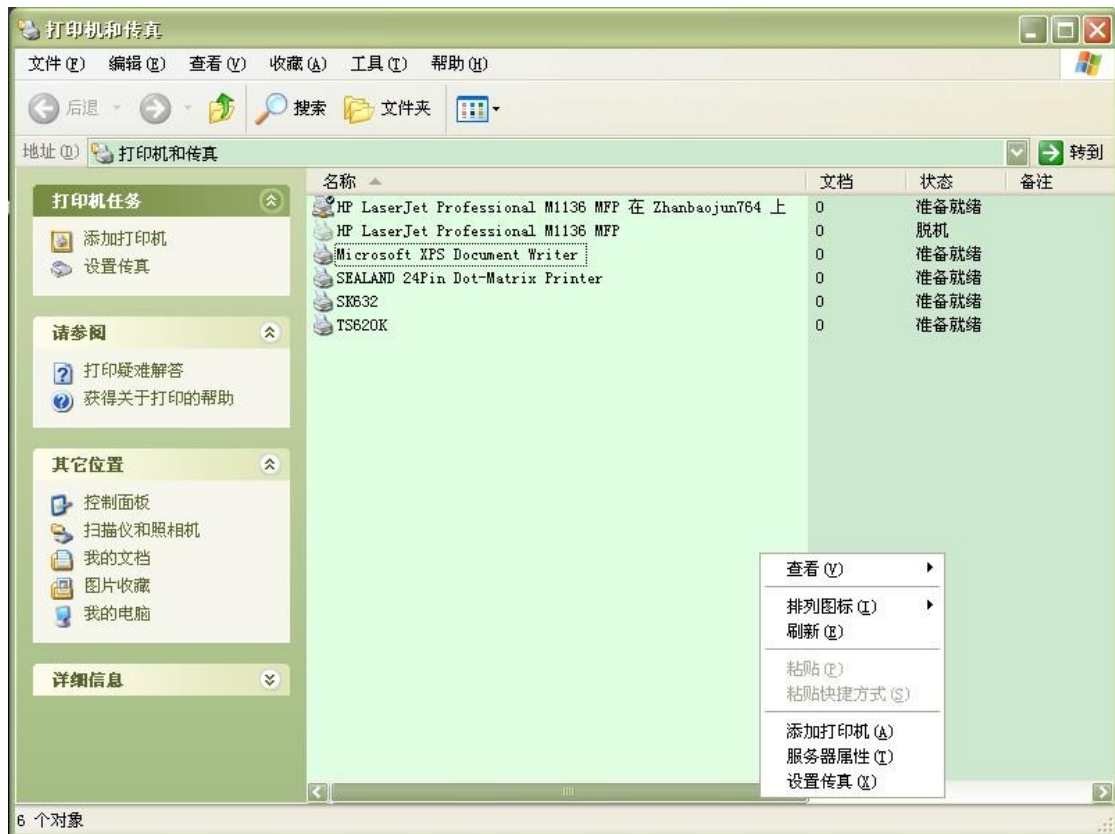 打印机和传真
文件(F) 编辑(E) 查看(V) 收藏(A) 工具(T) 帮助(H)
后退 搜索 文件夹
地址(D) 打印机和传真 转到
打印机任务
添加打印机
设置传真
请参阅
打印疑难解答
获得关于打印的帮助
其它位置
控制面板
扫描仪和照相机
我的文档
图片收藏
我的电脑
详细信息
名称 文档 状态 备注
HP LaserJet Professional M1136 MFP 在 Zhanbaojun764 上 0 准备就绪
HP LaserJet Professional M1136 MFP 0 脱机
Microsoft XPS Document Writer 0 准备就绪
SEALAND 24Pin Dot-Matrix Printer 0 准备就绪
SK632 0 准备就绪
TS620K 0 准备就绪
查看(V)
排列图标(I)
刷新(E)
粘贴(P)
粘贴快捷方式(S)
添加打印机(A)
服务器属性(T)
设置传真(X)
6 个对象